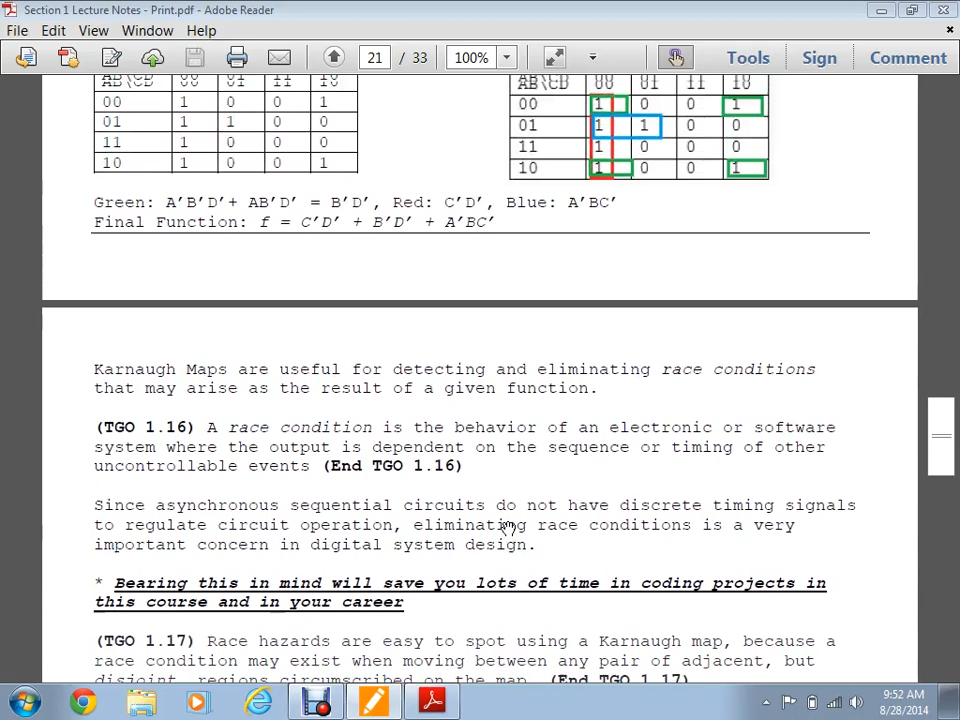 Section 1 Lecture Notes - Print.pdf - Adobe Reader
File Edit View Window Help
21 / 33 100% Tools Sign Comment
AB\CD 00 01 11 10
00 1 0 0 1
01 1 1 0 0
11 1 0 0 0
10 1 0 0 1
AB\CD 00 01 11 10
00 1 0 0 1
01 1 1 0 0
11 1 0 0 0
10 1 0 0 1
Green: A'B'D'+ AB'D' = B'D', Red: C'D', Blue: A'BC'
Final Function: f = C'D' + B'D' + A'BC'
Karnaugh Maps are useful for detecting and eliminating race conditions
that may arise as the result of a given function.
(TGO 1.16) A race condition is the behavior of an electronic or software
system where the output is dependent on the sequence or timing of other
uncontrollable events (End TGO 1.16)
Since asynchronous sequential circuits do not have discrete timing signals
to regulate circuit operation, eliminating race conditions is a very
important concern in digital system design.
* Bearing this in mind will save you lots of time in coding projects in
this course and in your career
(TGO 1.17) Race hazards are easy to spot using a Karnaugh map, because a
race condition may exist when moving between any pair of adjacent, but
disjoint, regions circumscribed on the map. (End TGO 1.17)
9:52 AM
8/28/2014